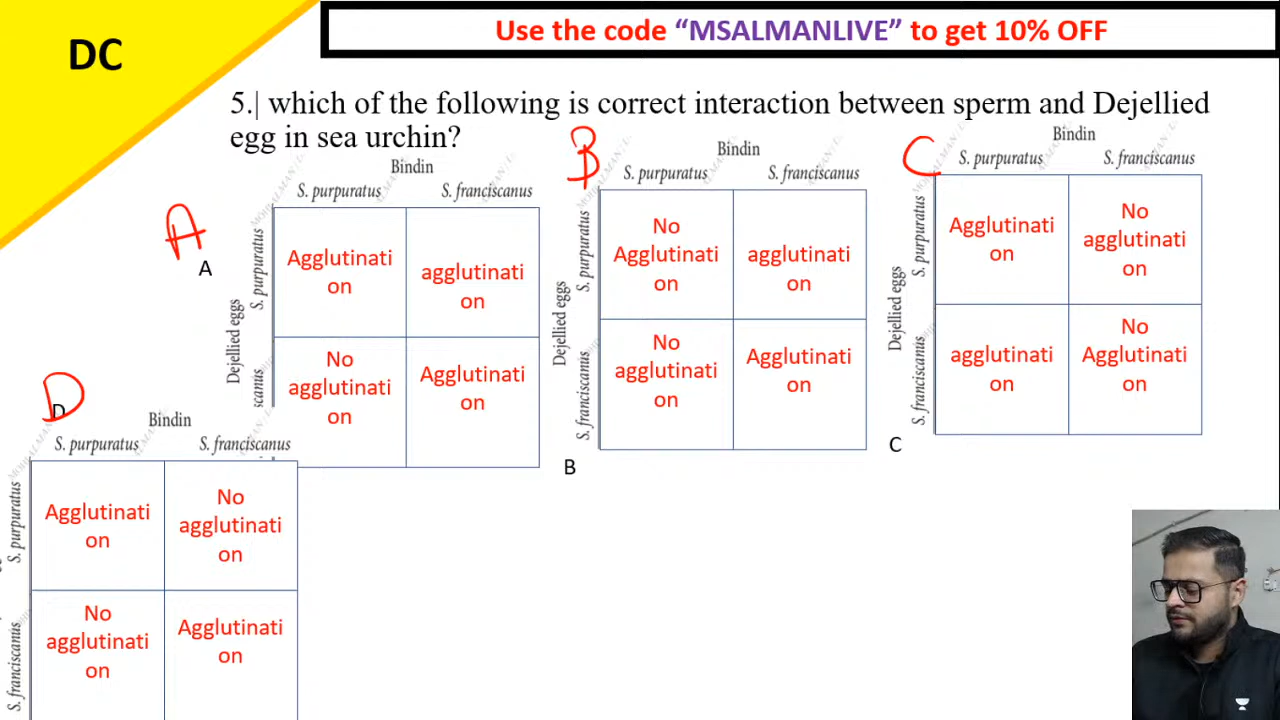 DC
Use the code “MSALMANLIVE” to get 10% OFF
5.| which of the following is correct interaction between sperm and Dejellied
egg in sea urchin?
A
A
Bindin
S. purpuratus
S. franciscanus
Dejellied eggs
S. purpuratus
scanus
Agglutinati
on
agglutinati
on
No
agglutinati
on
Agglutinati
on
B
Bindin
S. purpuratus
S. franciscanus
Dejellied eggs
S. purpuratus
S. franciscanus
No
Agglutinati
on
agglutinati
on
No
agglutinati
on
Agglutinati
on
B
C
Bindin
S. purpuratus
S. franciscanus
Dejellied eggs
S. purpuratus
S. franciscanus
Agglutinati
on
No
agglutinati
on
agglutinati
on
No
Agglutinati
on
C
D
D
Bindin
S. purpuratus
S. franciscanus
S. purpuratus
S. franciscanus
Agglutinati
on
No
agglutinati
on
No
agglutinati
on
Agglutinati
on